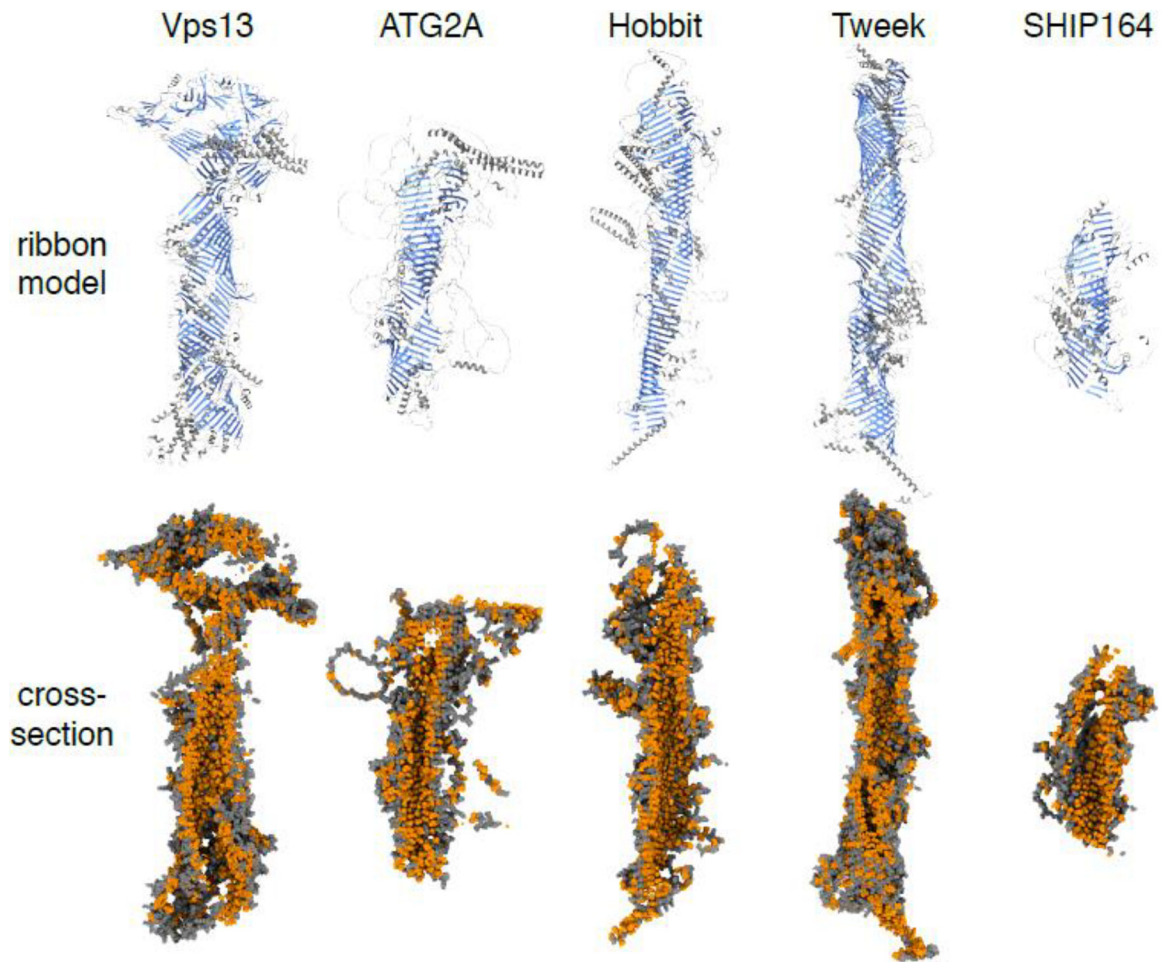 Vps13 ATG2A Hobbit Tweek SHIP164
ribbon
model
cross-
section